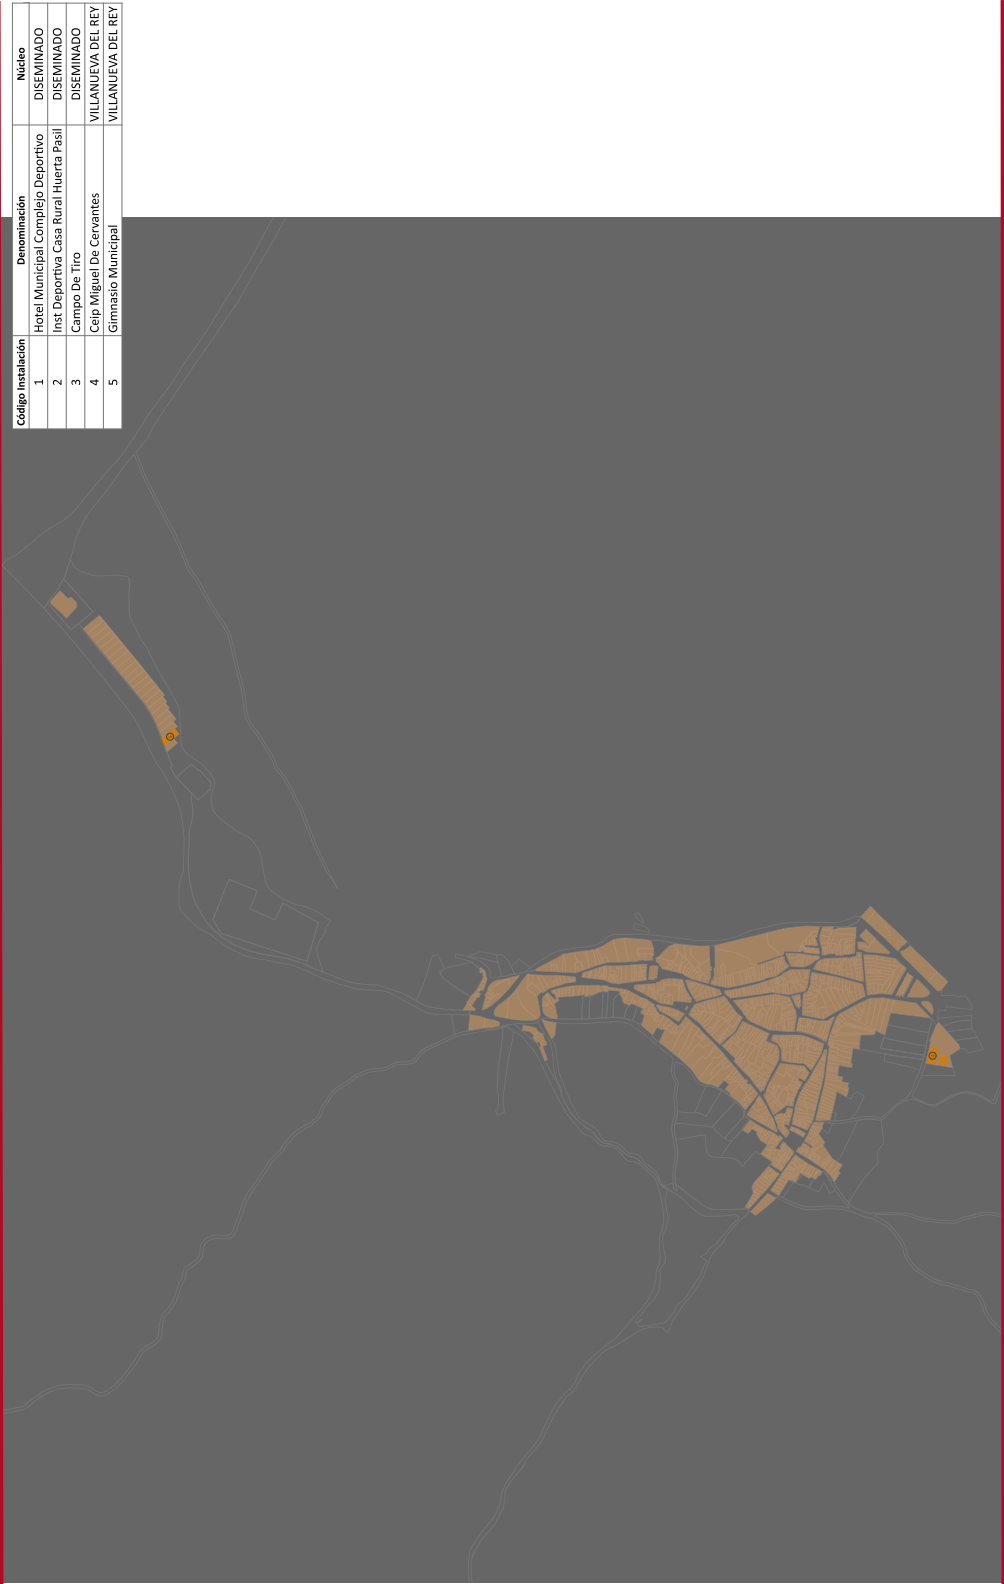 Código Instalación Denominación Núcleo
1 Hotel Municipal Complejo Deportivo DISEMINADO
2 Inst Deportiva Casa Rural Huerta Pasil DISEMINADO
3 Campo De Tiro DISEMINADO
4 Ceip Miguel De Cervantes VILLANUEVA DEL REY
5 Gimnasio Municipal VILLANUEVA DEL REY